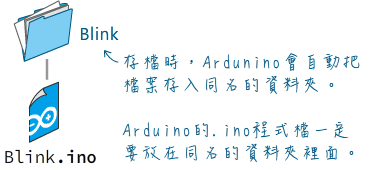 Blink
存檔時，Ardunino會自動把
檔案存入同名的資料夾。
Blink.ino
Arduino的.ino程式檔一定
要放在同名的資料夾裡面。